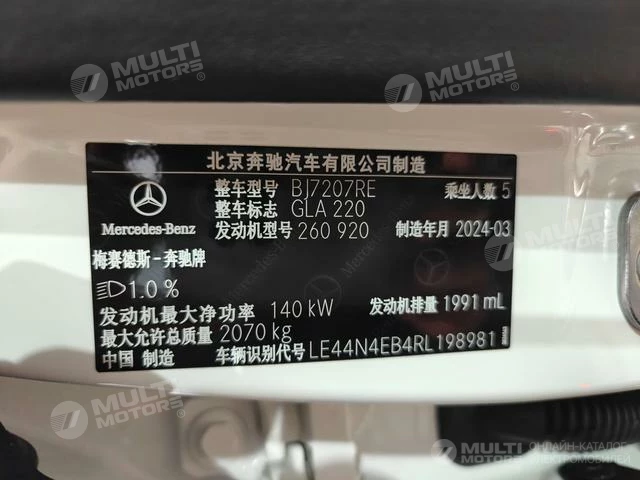 MULTI MOTORS®
MULTI MOTORS®
MULTI MOTORS®
北京奔驰汽车有限公司制造
整车型号 BJ7207RE 乘坐人数 5
整车标志 GLA 220
Mercedes-Benz 发动机型号 260 920 制造年月 2024-03
梅赛德斯-奔驰牌
1.0 %
发动机最大净功率 140 kW 发动机排量 1991 mL
最大允许总质量 2070 kg
中国 制造 车辆识别代号 LE44N4EB4RL198981
MULTI MOTORS®
MULTI MOTORS
ОНЛАЙН-КАТАЛОГ
ЭЛЕКТРОМОБИЛЕЙ